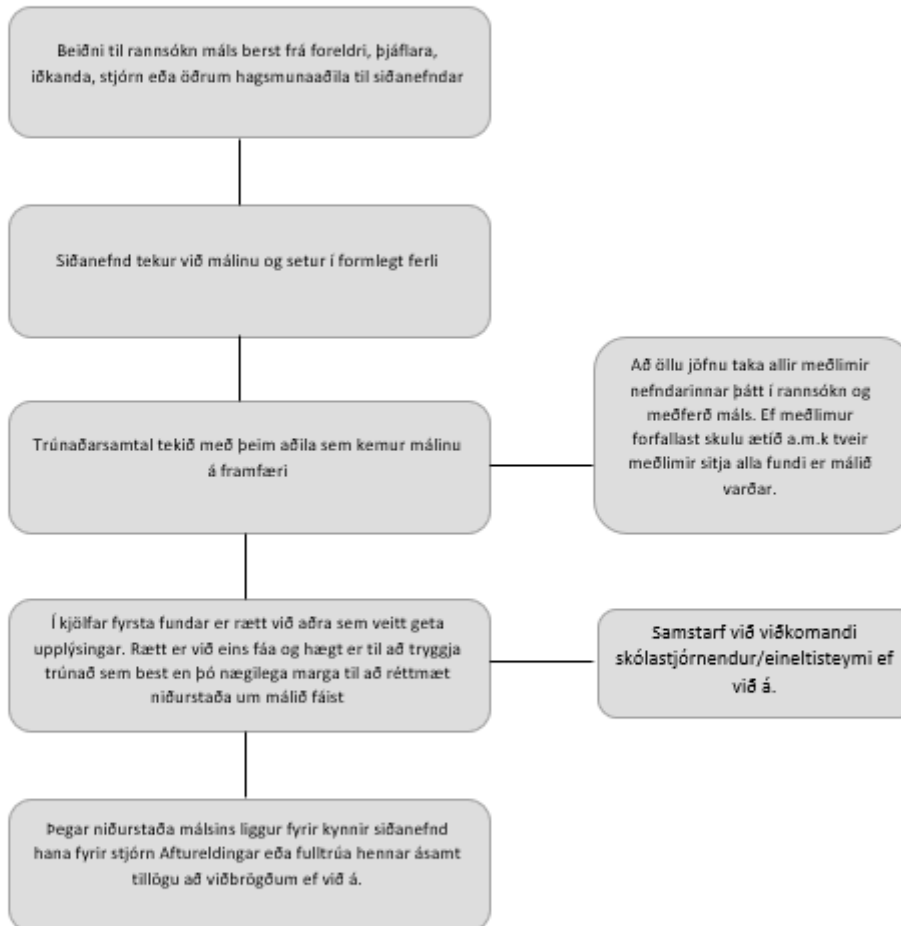 Beiðni til rannsókn máls berst frá foreldri, þjáflara,
iðkanda, stjórn eða öðrum hagsmunaaðila til siðanefndar
Siðanefnd tekur við málinu og setur í formlegt ferli
Trúnaðarsamtal tekið með þeim aðila sem kemur málinu
á framfæri
Að öllu jöfnu taka allir meðlimir
nefndarinnar þátt í rannsókn og
meðferð máls. Ef meðlimur
forfallast skulu ætíð a.m.k tveir
meðlimir sitja alla fundi er málið
varðar.
Í kjölfar fyrsta fundar er rætt við aðra sem veitt geta
upplýsingar. Rætt er við eins fáa og hægt er til að tryggja
trúnað sem best en þó nægilega marga til að réttmæt
niðurstaða um málið fáist
Samstarf við viðkomandi
skólastjórnendur/eineltisteymi ef
við á.
Þegar niðurstaða málsins liggur fyrir kynnir siðanefnd
hana fyrir stjórn Aftureldingar eða fulltrúa hennar ásamt
tillögu að viðbrögðum ef við á.